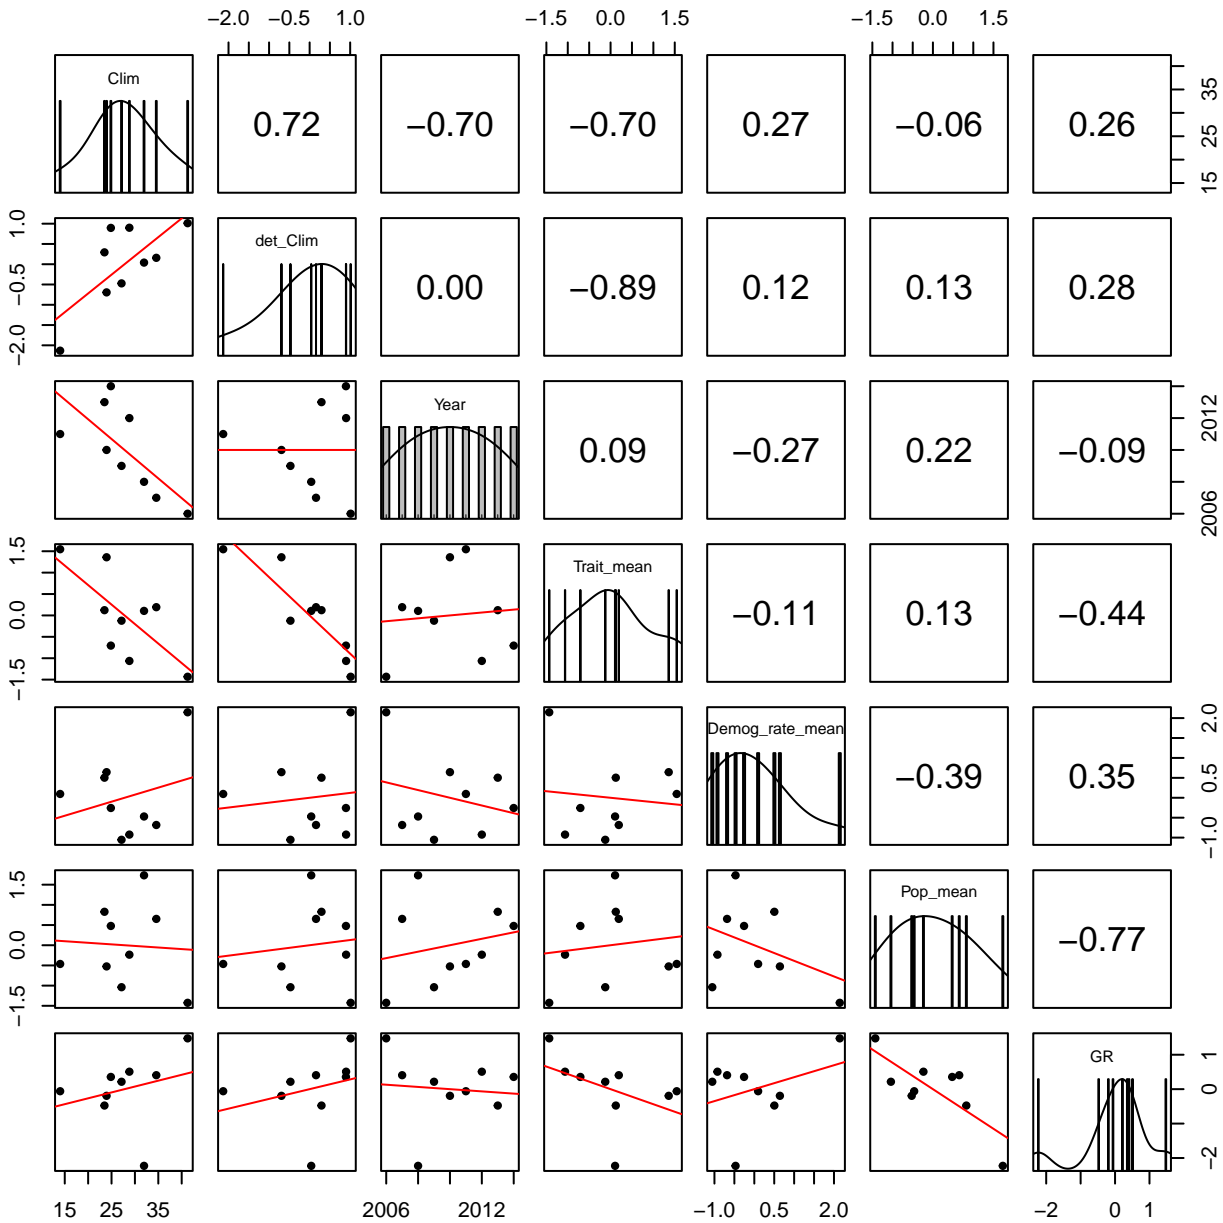 −2.0 −0.5 1.0 −1.5 0.0 1.5 −1.5 0.0 1.5
Clim
0.72 −0.70 −0.70 0.27 −0.06 0.26
15 25 35
−2.0 −0.5 1.0
det_Clim
0.00 −0.89 0.12 0.13 0.28
Year
0.09 −0.27 0.22 −0.09
2006 2012
−1.5 0.0 1.5
Trait_mean
−0.11 0.13 −0.44
Demog_rate_mean
−0.39 0.35
−1.0 0.5 2.0
−1.5 0.0 1.5
Pop_mean
−0.77
GR
−2 0 1
15 25 35 2006 2012 −1.0 0.5 2.0 −2 0 1